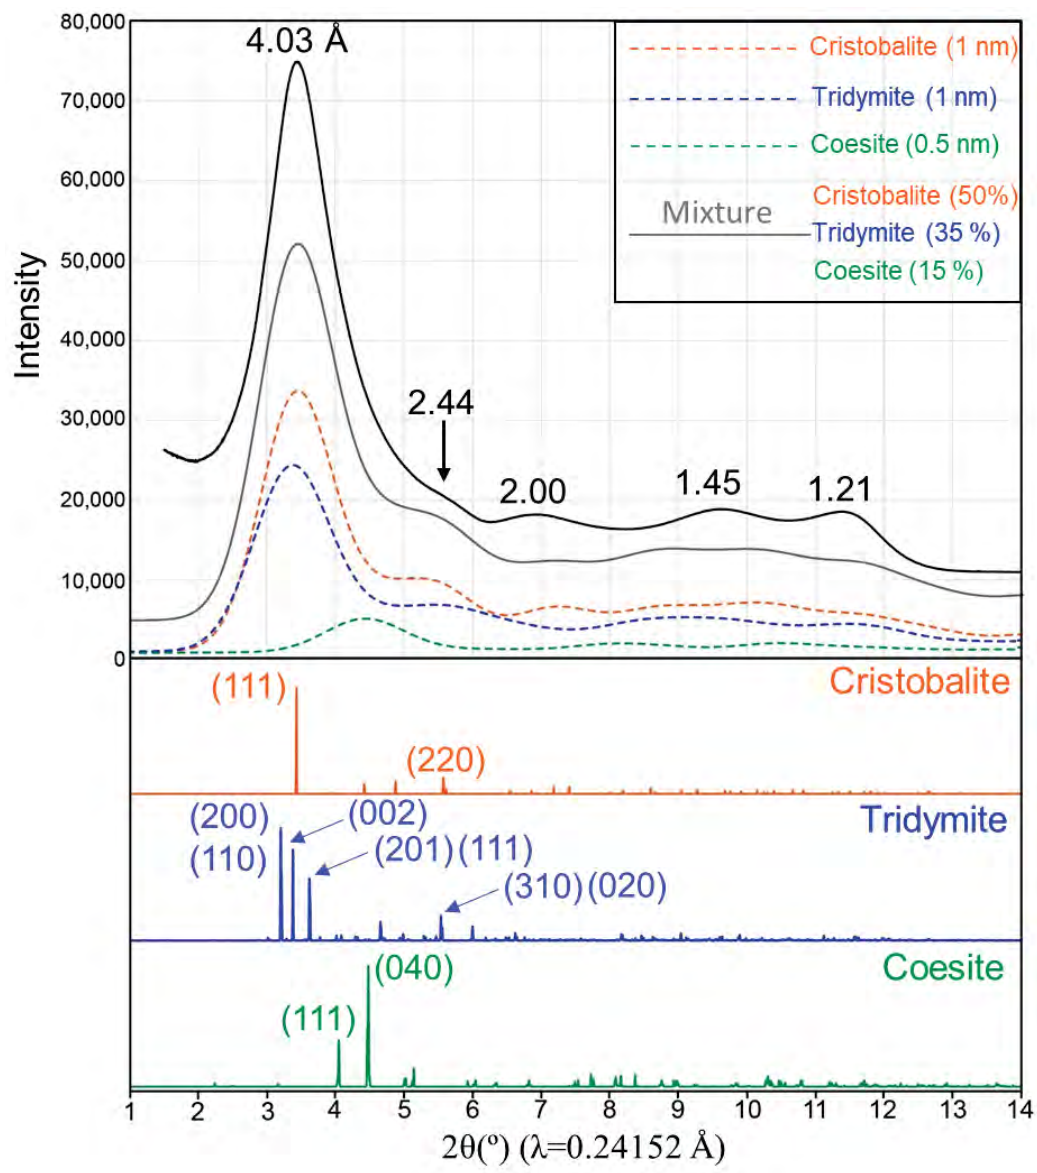 80,000
70,000
60,000
50,000
40,000
30,000
20,000
10,000
0
Intensity
4.03 Å
2.44
2.00
1.45
1.21
Cristobalite (1 nm)
Tridymite (1 nm)
Coesite (0.5 nm)
Mixture
Cristobalite (50%)
Tridymite (35 %)
Coesite (15 %)
Cristobalite
(111)
(220)
Tridymite
(200)
(110)
(002)
(201) (111)
(310) (020)
Coesite
(040)
(111)
1 2 3 4 5 6 7 8 9 10 11 12 13 14
2θ(º) (λ=0.24152 Å)